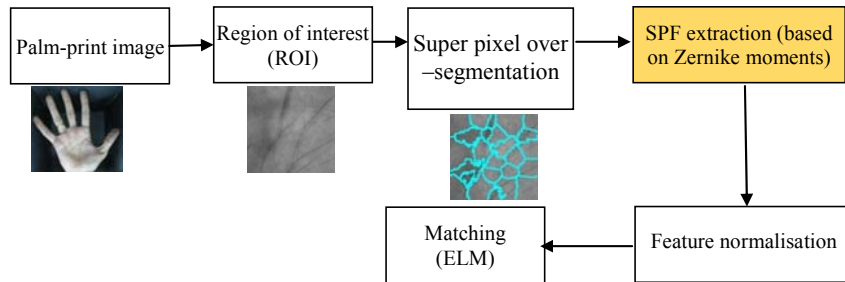 Palm-print image
Region of interest
(ROI)
Super pixel over
–segmentation
SPF extraction (based
on Zernike moments)
Matching
(ELM)
Feature normalisation